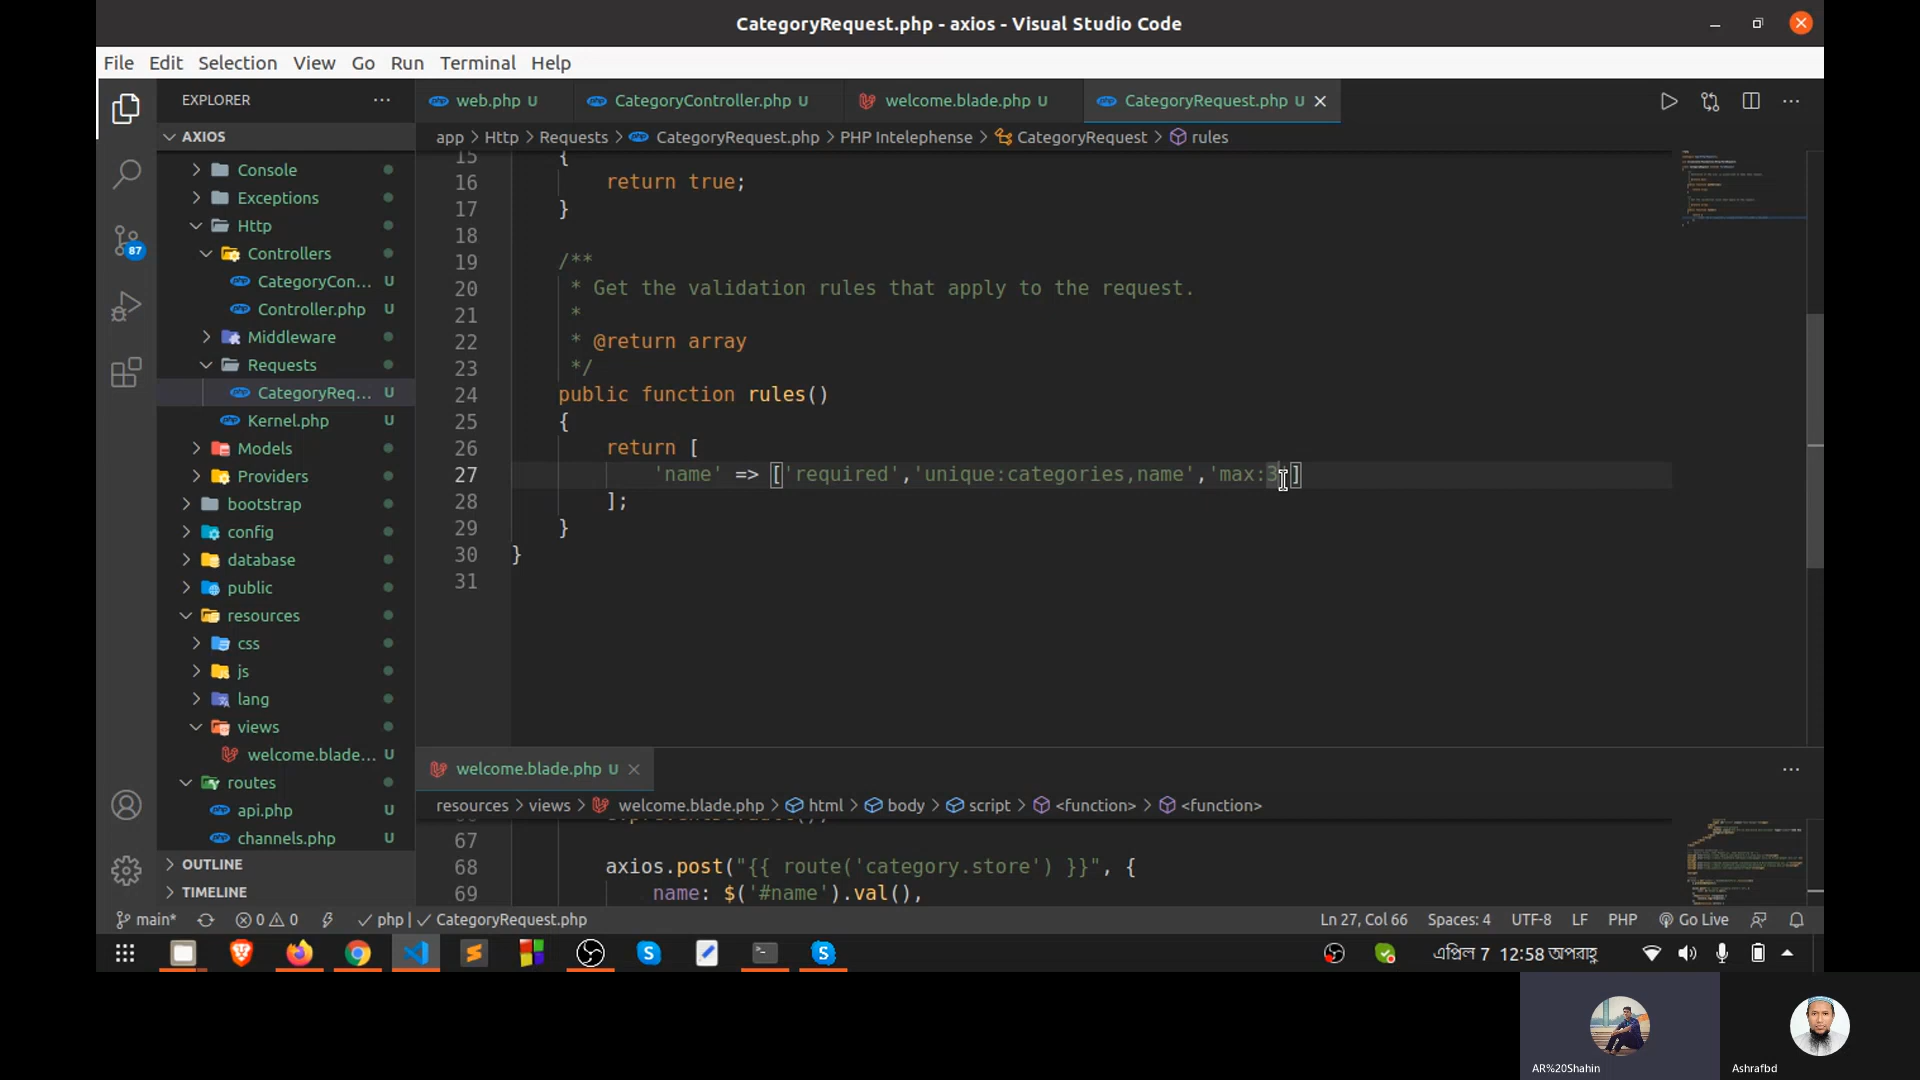 CategoryRequest.php - axios - Visual Studio Code
File Edit Selection View Go Run Terminal Help
EXPLORER
AXIOS
Console
Exceptions
Http
Controllers
CategoryCon... U
Controller.php U
Middleware
Requests
CategoryReq... U
Kernel.php U
Models
Providers
bootstrap
config
database
public
resources
css
js
lang
views
welcome.blade... U
routes
api.php U
channels.php U
OUTLINE
TIMELINE
87
web.php U CategoryController.php U welcome.blade.php U CategoryRequest.php U
app > Http > Requests > CategoryRequest.php > PHP Intelephense > CategoryRequest > rules
15 {
16 return true;
17 }
18
19 /**
20 * Get the validation rules that apply to the request.
21 *
22 * @return array
23 */
24 public function rules()
25 {
26 return [
27 'name' => ['required','unique:categories,name','max:3']
28 ];
29 }
30 }
31
welcome.blade.php U
resources > views > welcome.blade.php > html > body > script > <function> > <function>
67
68 axios.post("{{ route('category.store') }}", {
69 name: $('#name').val(),
main* 0 0 php | CategoryRequest.php Ln 27, Col 66 Spaces: 4 UTF-8 LF PHP Go Live
এপ্রিল 7 12:58 অপরাহ্ণ
AR%20Shahin
Ashrafbd